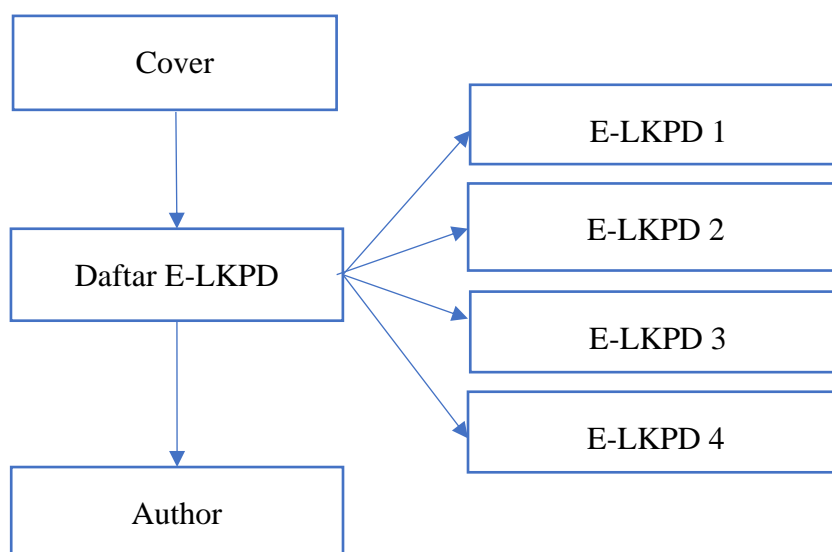 Cover
Daftar E-LKPD
Author
E-LKPD 1
E-LKPD 2
E-LKPD 3
E-LKPD 4